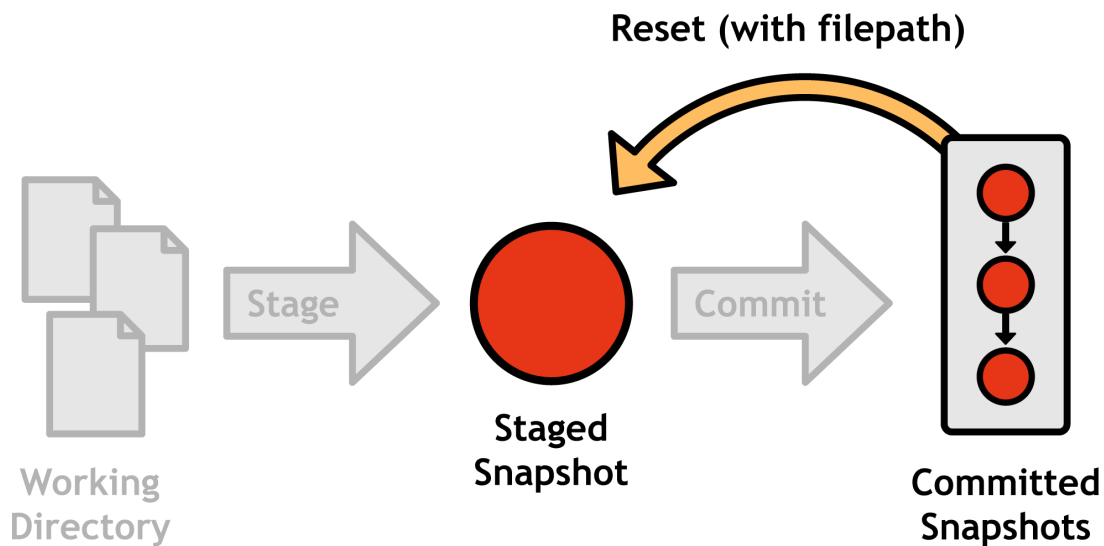 Reset (with filepath)
Stage
Commit
Staged
Snapshot
Working
Directory
Committed
Snapshots